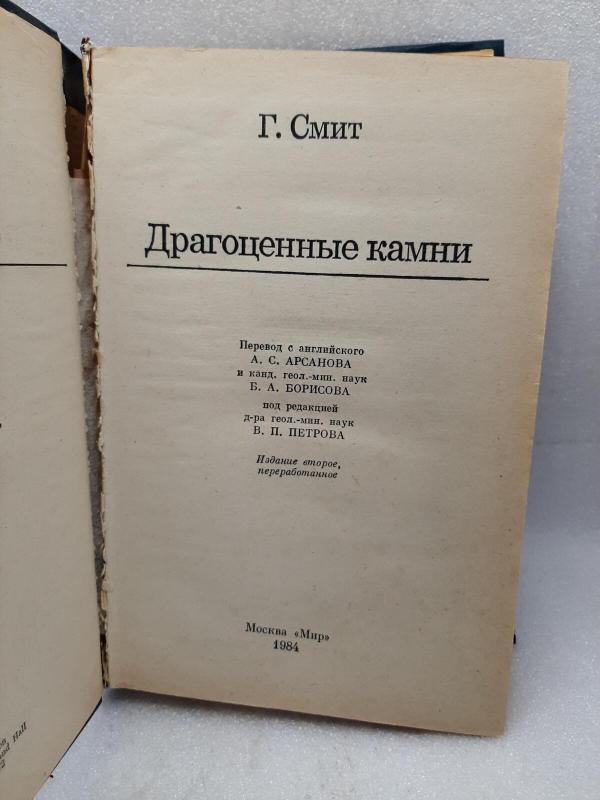 Г. Смит
Драгоценные камни
Перевод с английского
А. С. АРСАНОВА
и канд. геол.-мин. наук
Б. А. БОРИСОВА
под редакцией
д-ра геол.-мин. наук
В. П. ПЕТРОВА
Издание второе,
переработанное
Москва «Мир»
1984
Hall